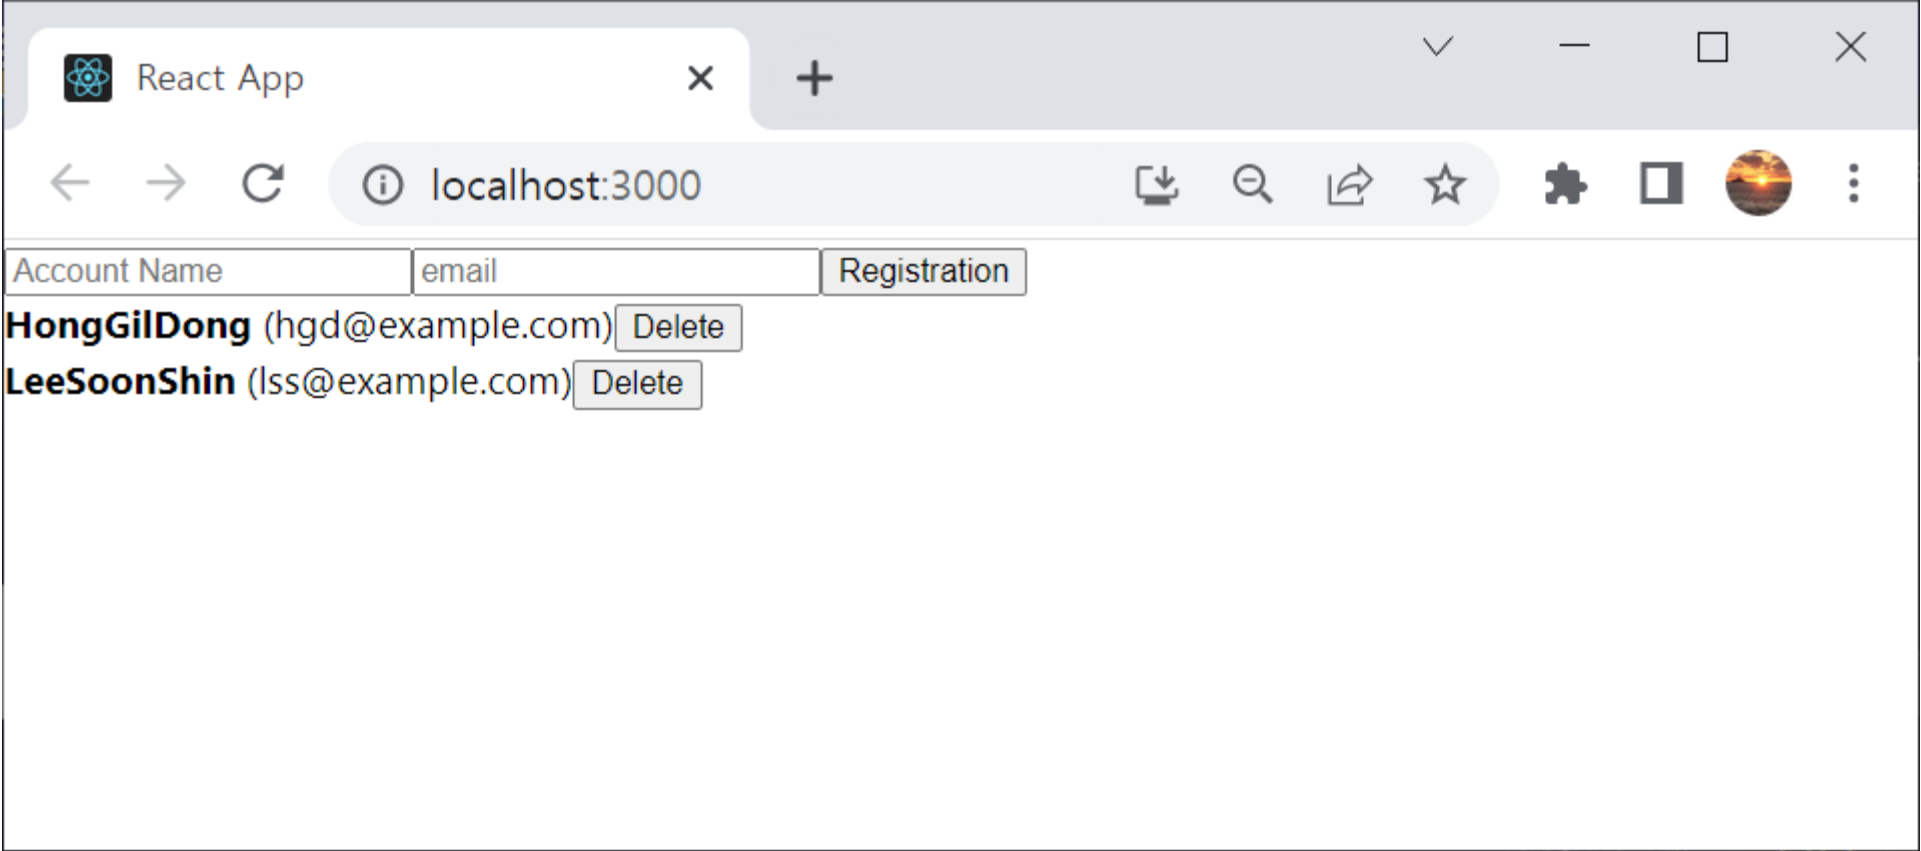 React App
localhost:3000
Account Name email Registration
HongGilDong (hgd@example.com) Delete
LeeSoonShin (lss@example.com) Delete